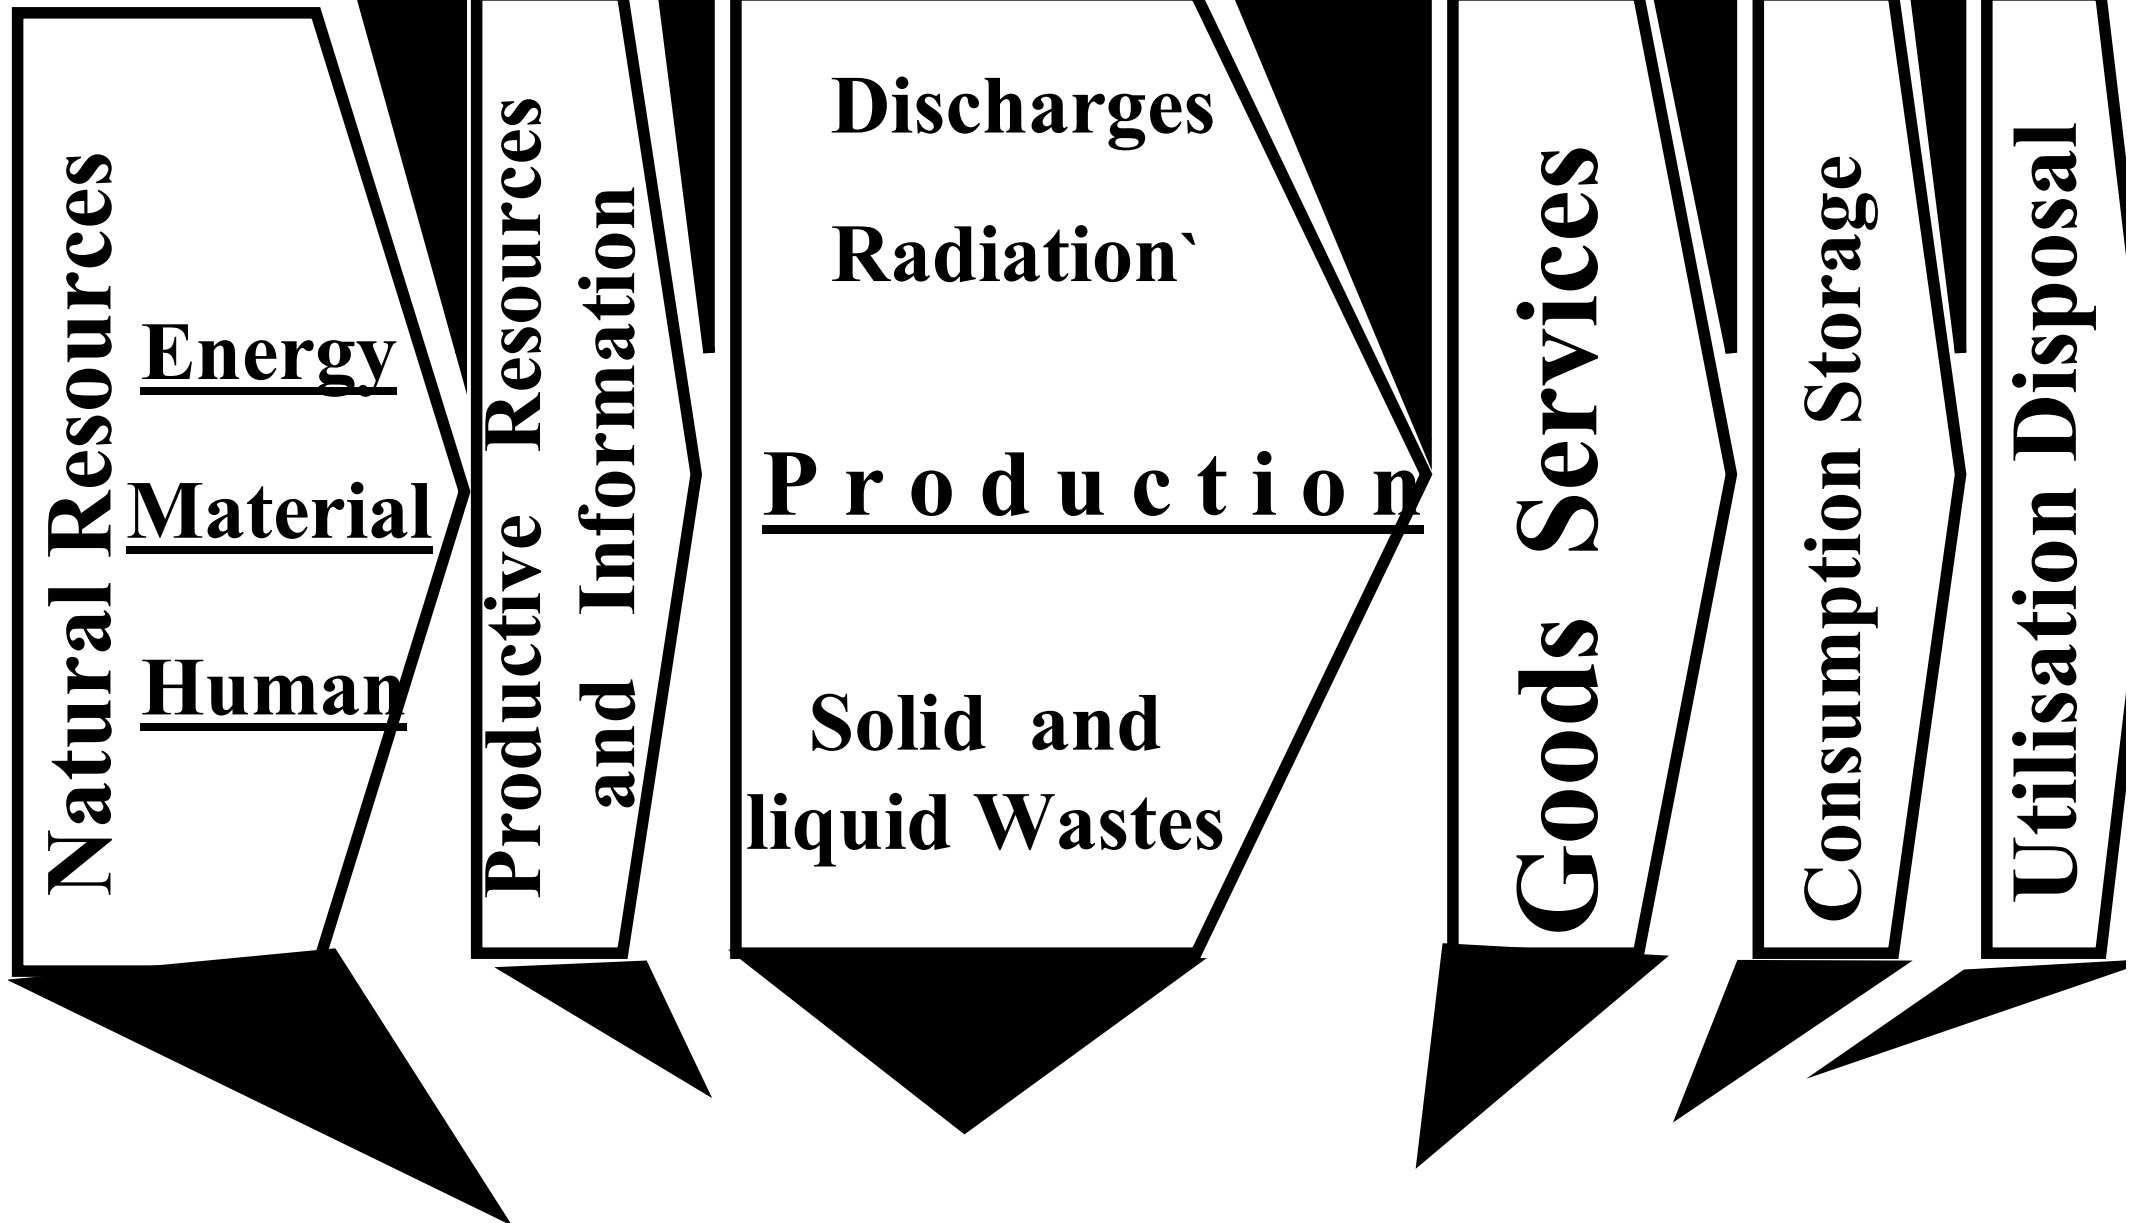 Natural Resources
Energy
Material
Human
Productive Resources
and Information
Discharges
Radiation`
Production
Solid and
liquid Wastes
Goods Services
Consumption Storage
Utilisation Disposal